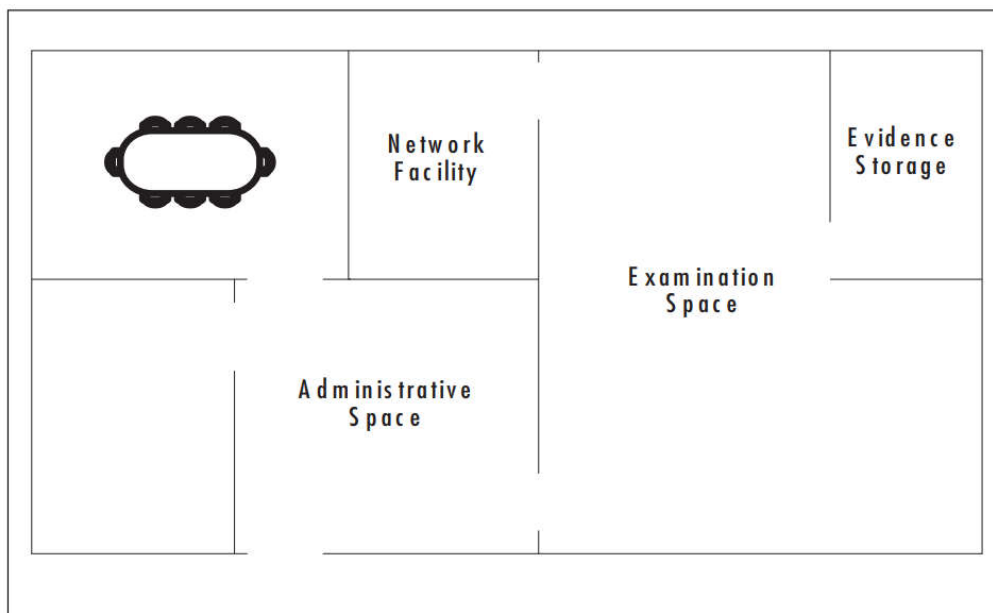 Network
Facility
Evidence
Storage
Examination
Space
Administrative
Space